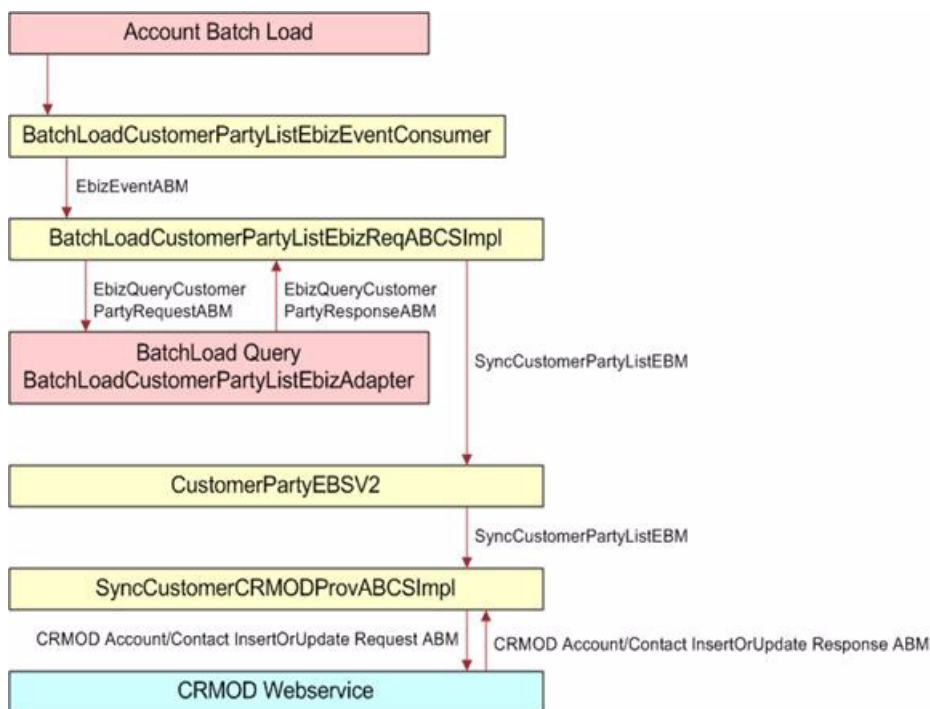 Account Batch Load
BatchLoadCustomerPartyListEbizEventConsumer
EbizEventABM
BatchLoadCustomerPartyListEbizReqABCSImpl
EbizQueryCustomer
PartyRequestABM
EbizQueryCustomer
PartyResponseABM
SyncCustomerPartyListEBM
BatchLoad Query
BatchLoadCustomerPartyListEbizAdapter
CustomerPartyEBSV2
SyncCustomerPartyListEBM
SyncCustomerCRMODProvABCSImpl
CRMOD Account/Contact InsertOrUpdate Request ABM
CRMOD Account/Contact InsertOrUpdate Response ABM
CRMOD Webservice